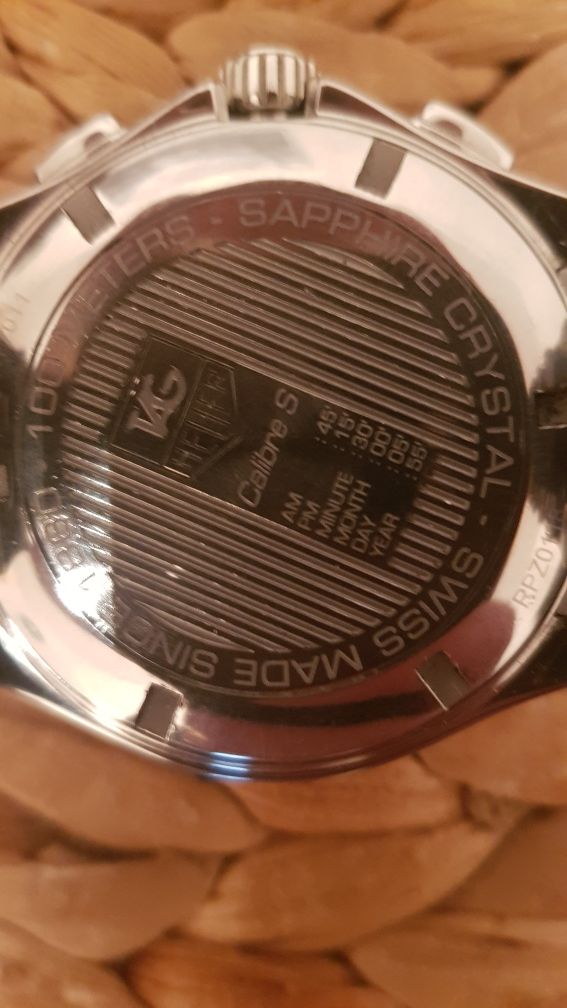 SAPPHIRE CRYSTAL - SWISS MADE SINCE 1860 - 100 METERS -
TAG
HEUER
Calibre S
AM : 45'
PM : 15'
MINUTE : 30'
MONTH : 00'
DAY : 05'
YEAR : 55'